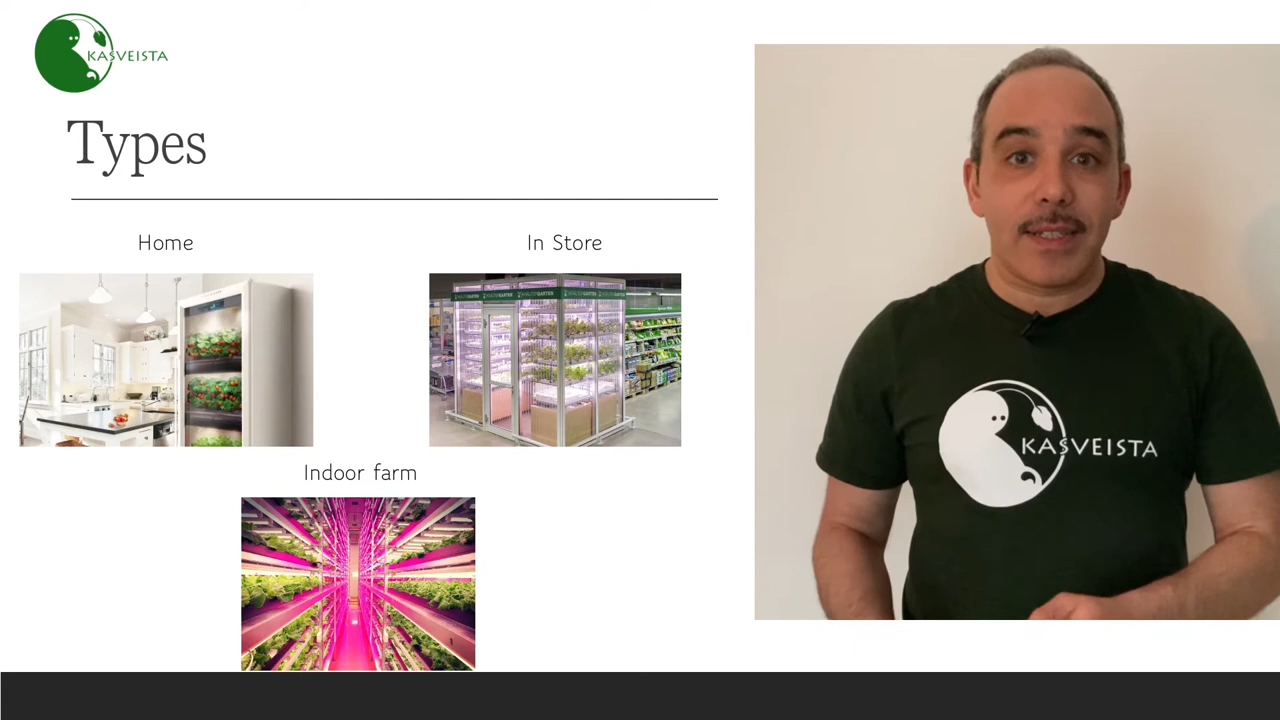 KASVEISTA
Types
Home
In Store
Indoor farm
KASVEISTA